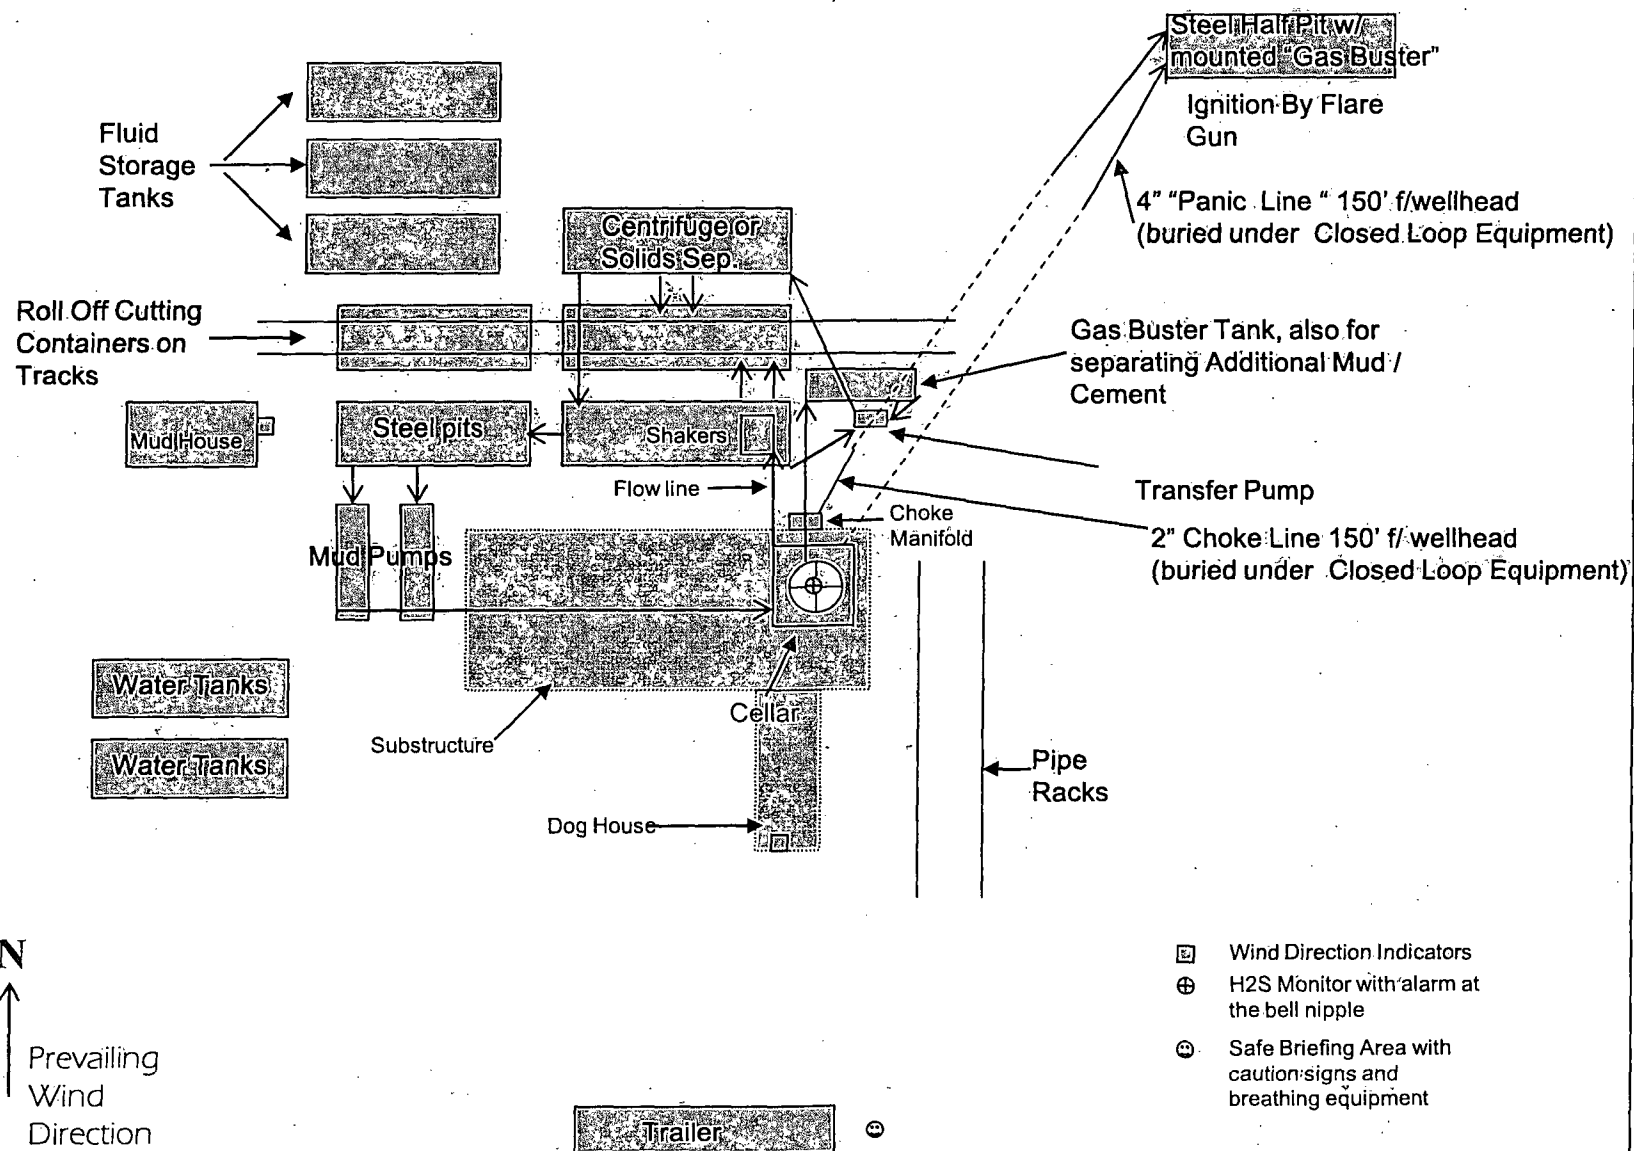 Steel Half Pit w/
mounted "Gas Buster"
Ignition By Flare
Gun
Fluid
Storage
Tanks
4” “Panic Line “ 150' f/wellhead
(buried under Closed Loop Equipment)
Centrifuge or
Solids Sep.
Roll Off Cutting
Containers on
Tracks
Gas Buster Tank, also for
separating Additional Mud /
Cement
Mud House
Steel pits
Shakers
Flow line
Transfer Pump
Choke
Manifold
2” Choke Line 150' f/ wellhead
(buried under Closed Loop Equipment)
Mud Pumps
Water Tanks
Cellar
Substructure
Water Tanks
Pipe
Racks
Dog House
N
Prevailing
Wind
Direction
Wind Direction Indicators
H2S Monitor with alarm at
the bell nipple
Safe Briefing Area with
caution signs and
breathing equipment
Trailer